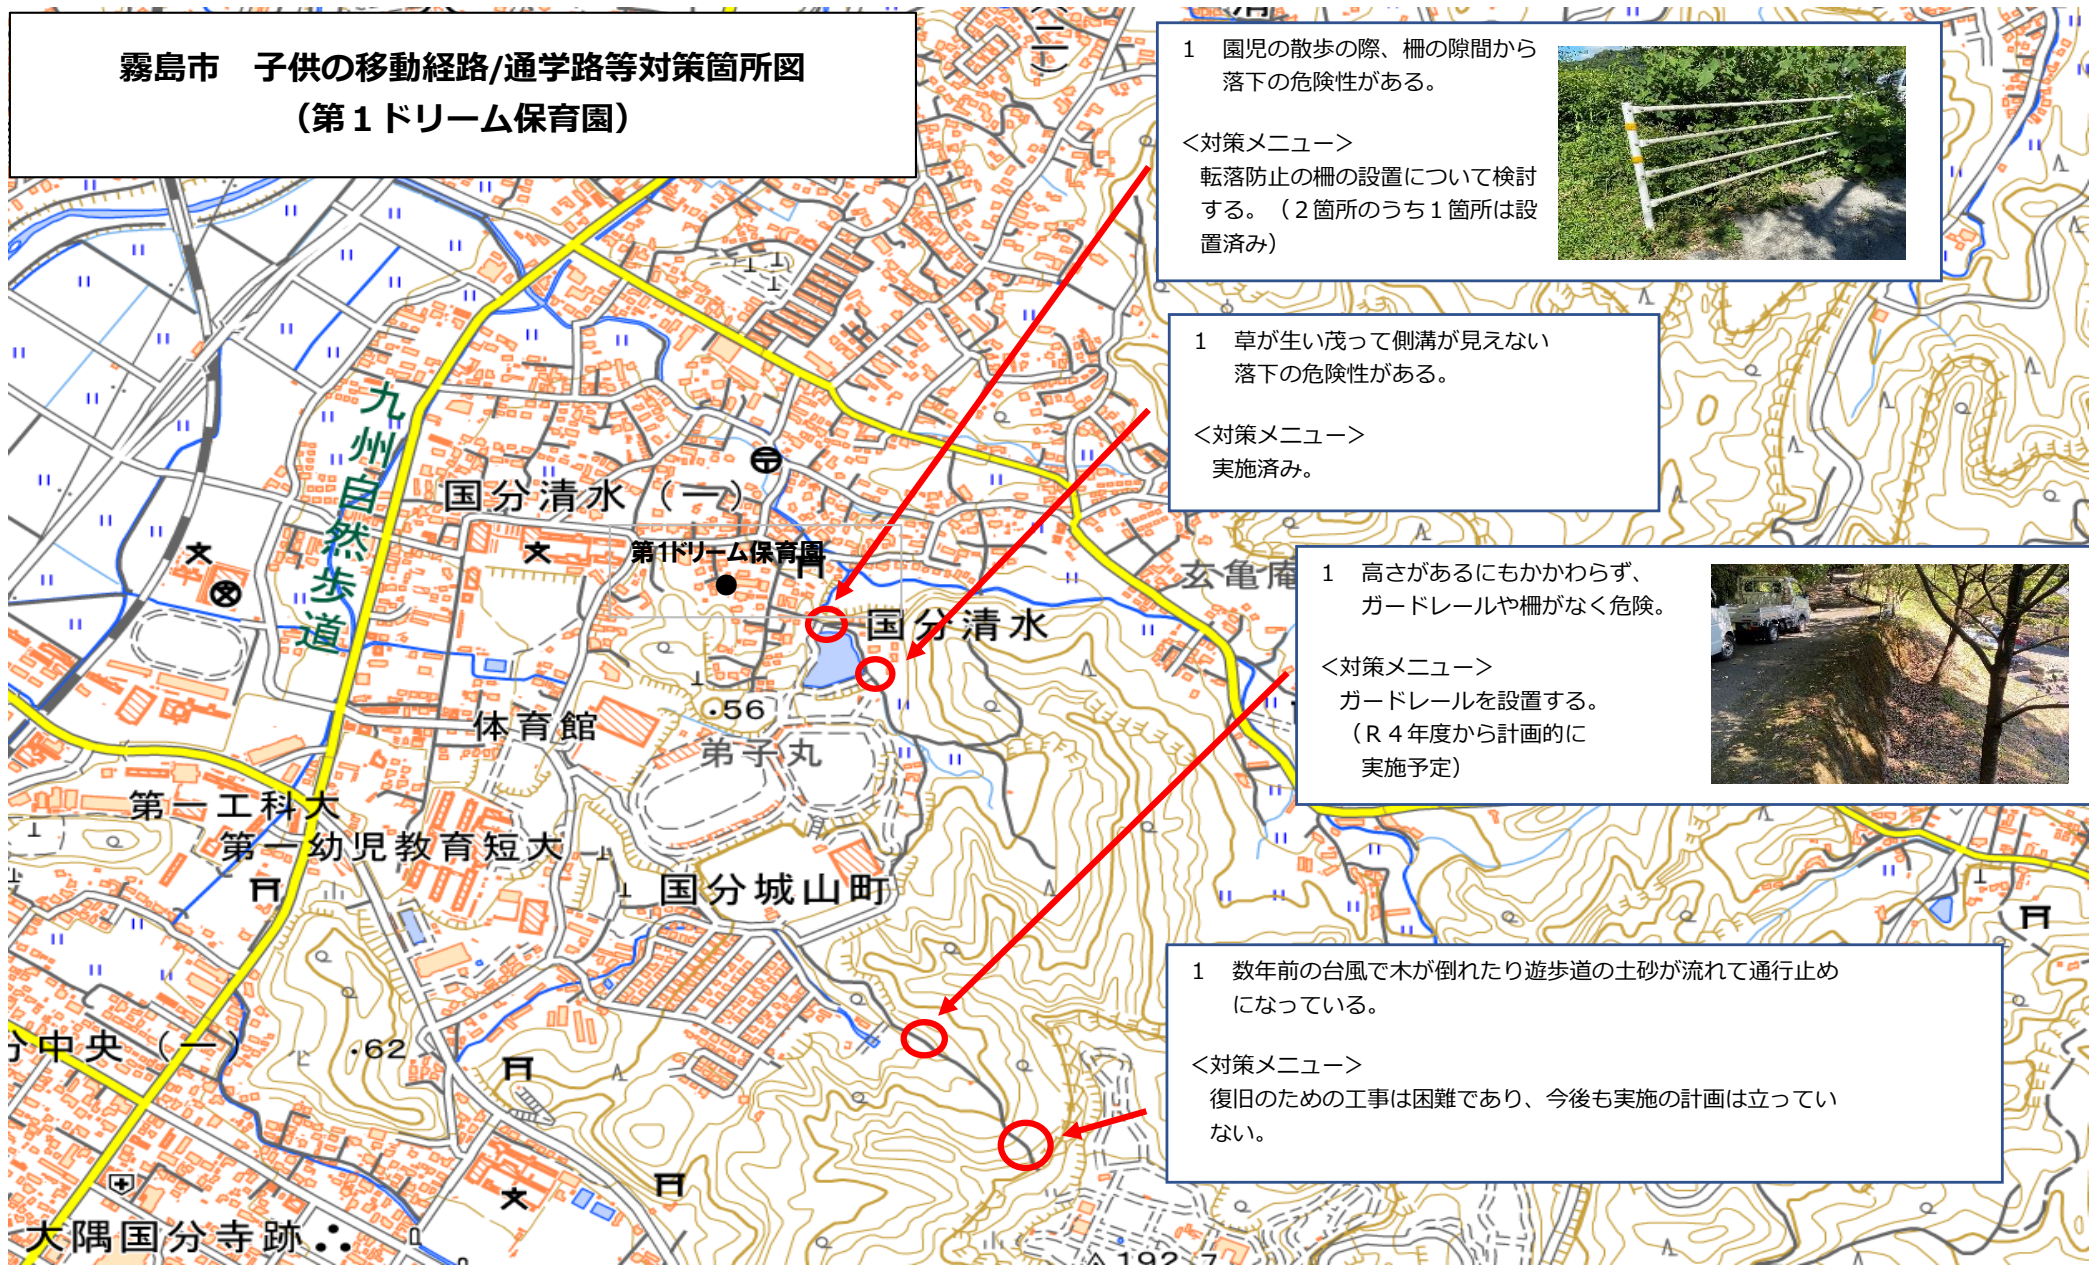 霧島市　子供の移動経路/通学路等対策箇所図
（第１ドリーム保育園）
1　園児の散歩の際、柵の隙間から
落下の危険性がある。
＜対策メニュー＞
転落防止の柵の設置について検討
する。（２箇所のうち１箇所は設
置済み）
1　草が生い茂って側溝が見えない
落下の危険性がある。
＜対策メニュー＞
実施済み。
1　高さがあるにもかかわらず、
ガードレールや柵がなく危険。
＜対策メニュー＞
ガードレールを設置する。
（Ｒ４年度から計画的に
実施予定）
1　数年前の台風で木が倒れたり遊歩道の土砂が流れて通行止め
になっている。
＜対策メニュー＞
復旧のための工事は困難であり、今後も実施の計画は立ってい
ない。
九州自然歩道
国分清水（一）
第1ドリーム保育園
国分清水
玄亀庵
体育館
・56
弟子丸
第一工科大
第一幼児教育短大
国分城山町
分中央（一）
・62
大隅国分寺跡
192.7